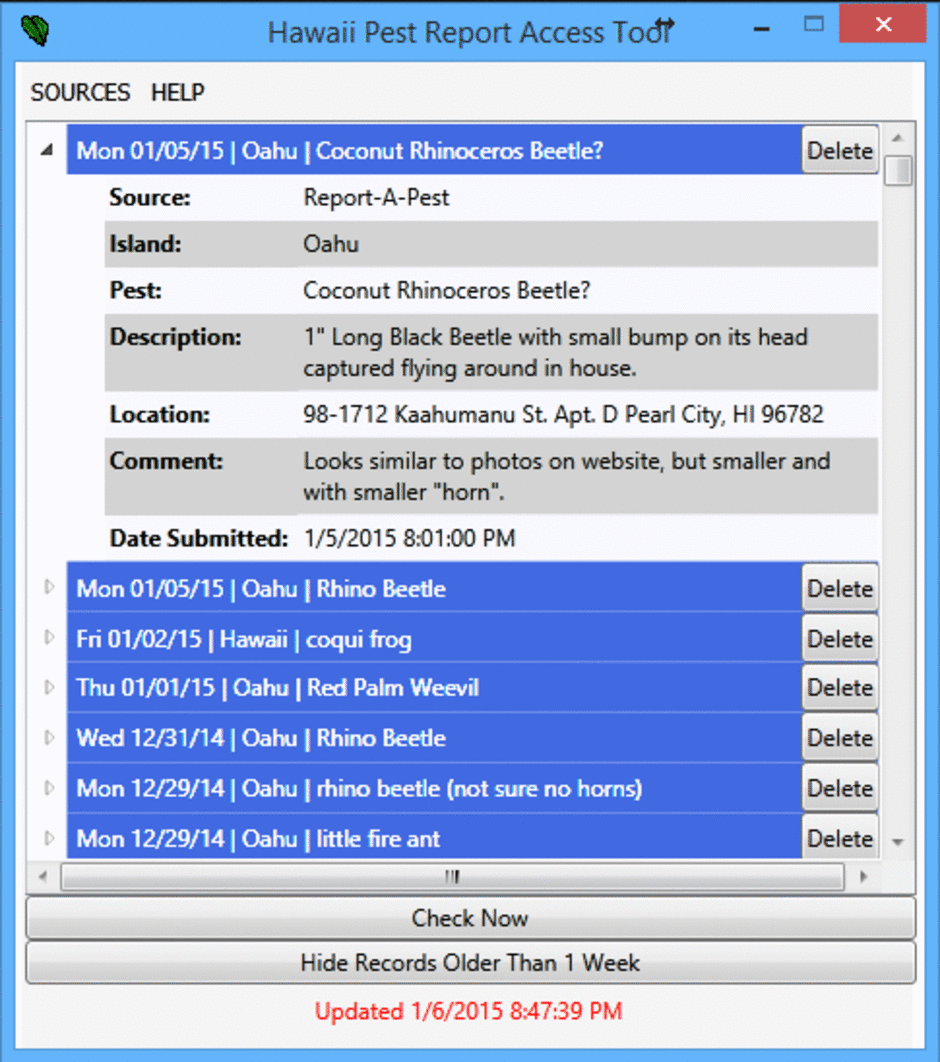 Hawaii Pest Report Access Tool
SOURCES HELP
Mon 01/05/15 | Oahu | Coconut Rhinoceros Beetle? Delete
Source: Report-A-Pest
Island: Oahu
Pest: Coconut Rhinoceros Beetle?
Description: 1" Long Black Beetle with small bump on its head
captured flying around in house.
Location: 98-1712 Kaahumanu St. Apt. D Pearl City, HI 96782
Comment: Looks similar to photos on website, but smaller and
with smaller "horn".
Date Submitted: 1/5/2015 8:01:00 PM
Mon 01/05/15 | Oahu | Rhino Beetle Delete
Fri 01/02/15 | Hawaii | coqui frog Delete
Thu 01/01/15 | Oahu | Red Palm Weevil Delete
Wed 12/31/14 | Oahu | Rhino Beetle Delete
Mon 12/29/14 | Oahu | rhino beetle (not sure no horns) Delete
Mon 12/29/14 | Oahu | little fire ant Delete
Check Now
Hide Records Older Than 1 Week
Updated 1/6/2015 8:47:39 PM